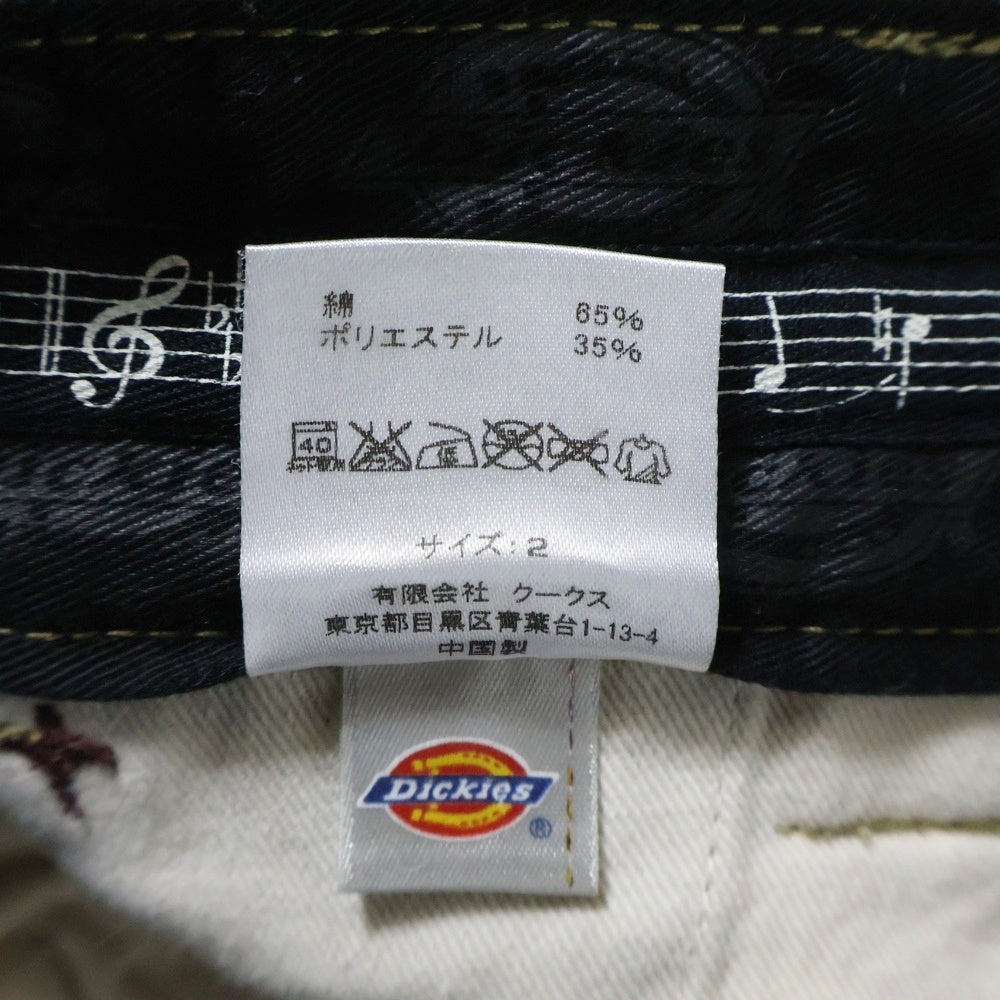 綿 65%
ポリエステル 35%
40 低
サイズ:2
有限会社 クークス
東京都目黒区青葉台1-13-4
中国製
Dickies ®